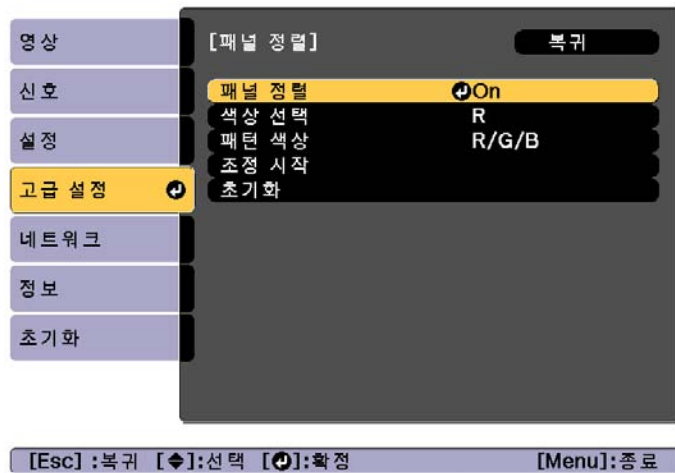 영상
신호
설정
고급 설정
네트워크
정보
초기화
[패널 정렬] 복귀
패널 정렬 On
색상 선택 R
패턴 색상 R/G/B
조정 시작
초기화
[Esc] :복귀 [◆]:선택 [⏎]:확정 [Menu]:종료